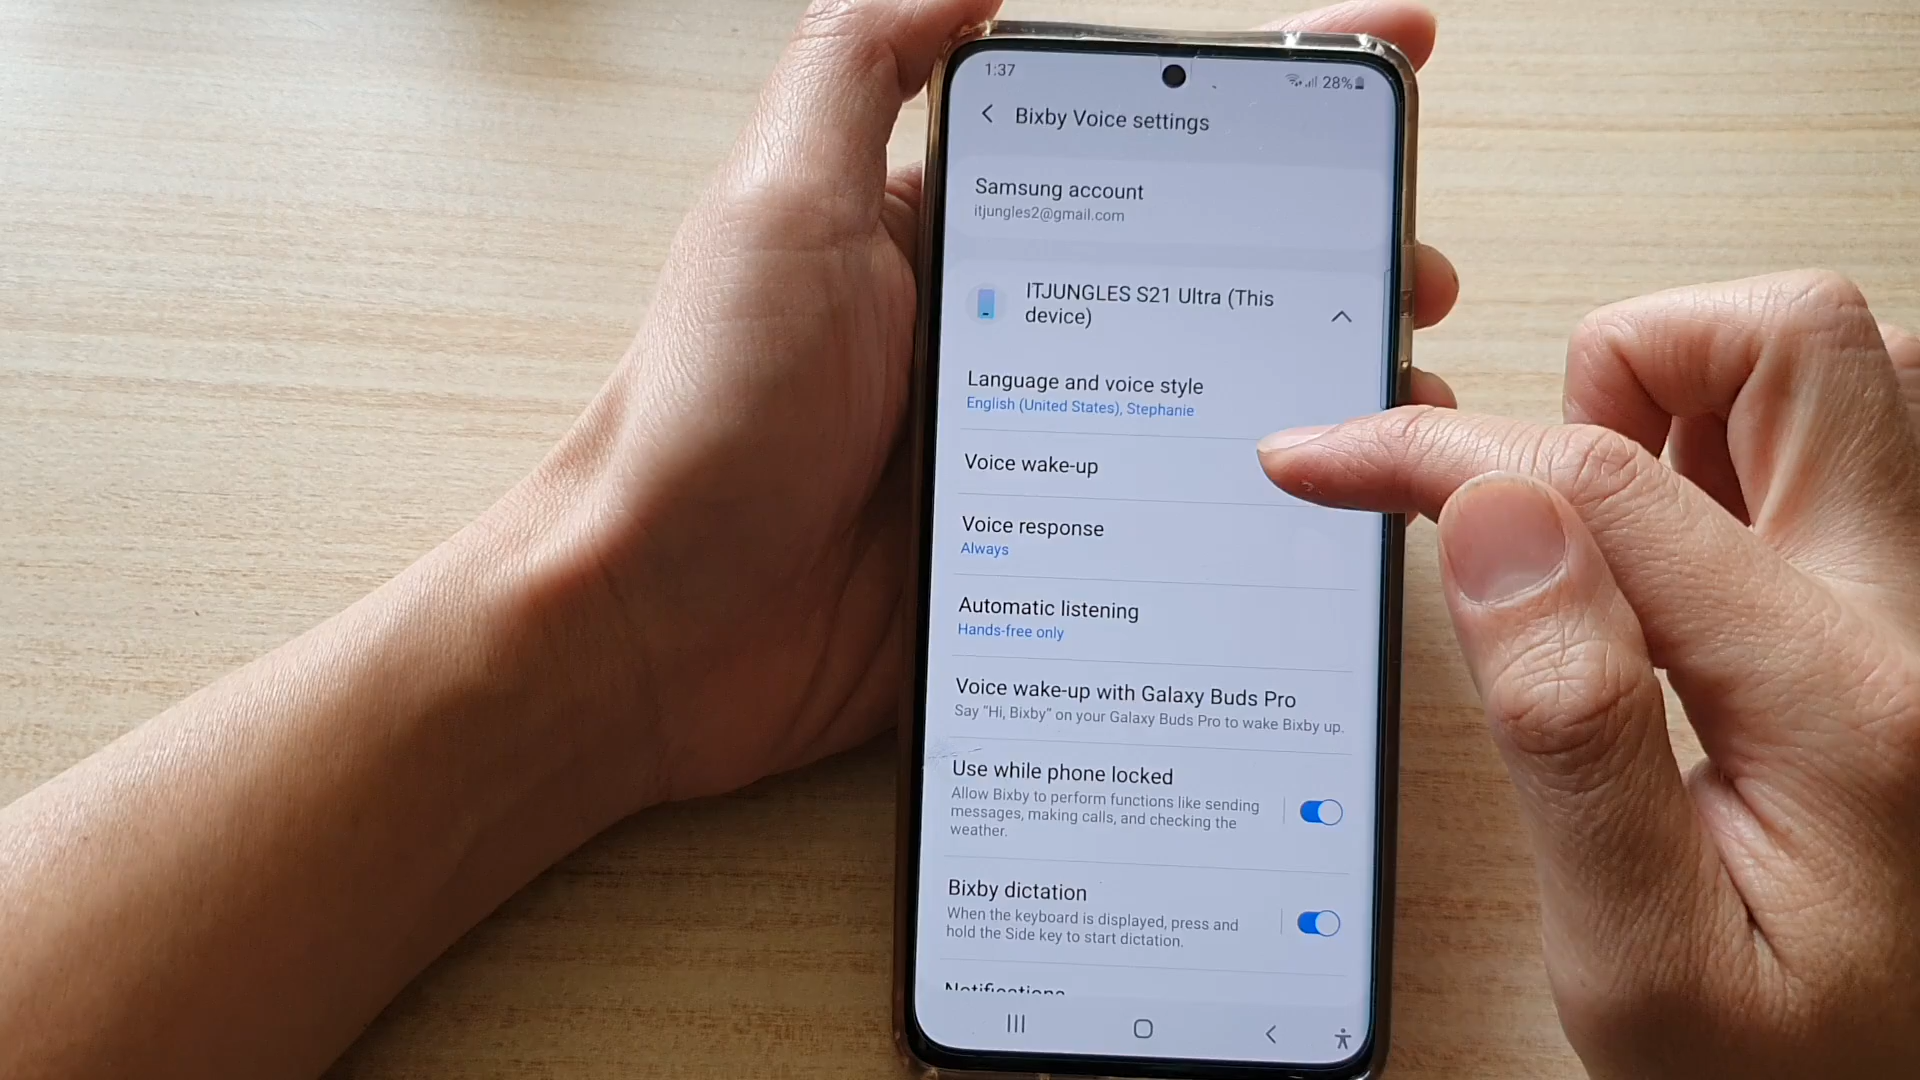 1:37
28%
Bixby Voice settings
Samsung account
itjungles2@gmail.com
ITJUNGLES S21 Ultra (This
device)
Language and voice style
English (United States), Stephanie
Voice wake-up
Voice response
Always
Automatic listening
Hands-free only
Voice wake-up with Galaxy Buds Pro
Say "Hi, Bixby" on your Galaxy Buds Pro to wake Bixby up.
Use while phone locked
Allow Bixby to perform functions like sending
messages, making calls, and checking the
weather.
Bixby dictation
When the keyboard is displayed, press and
hold the Side key to start dictation.
Notifications